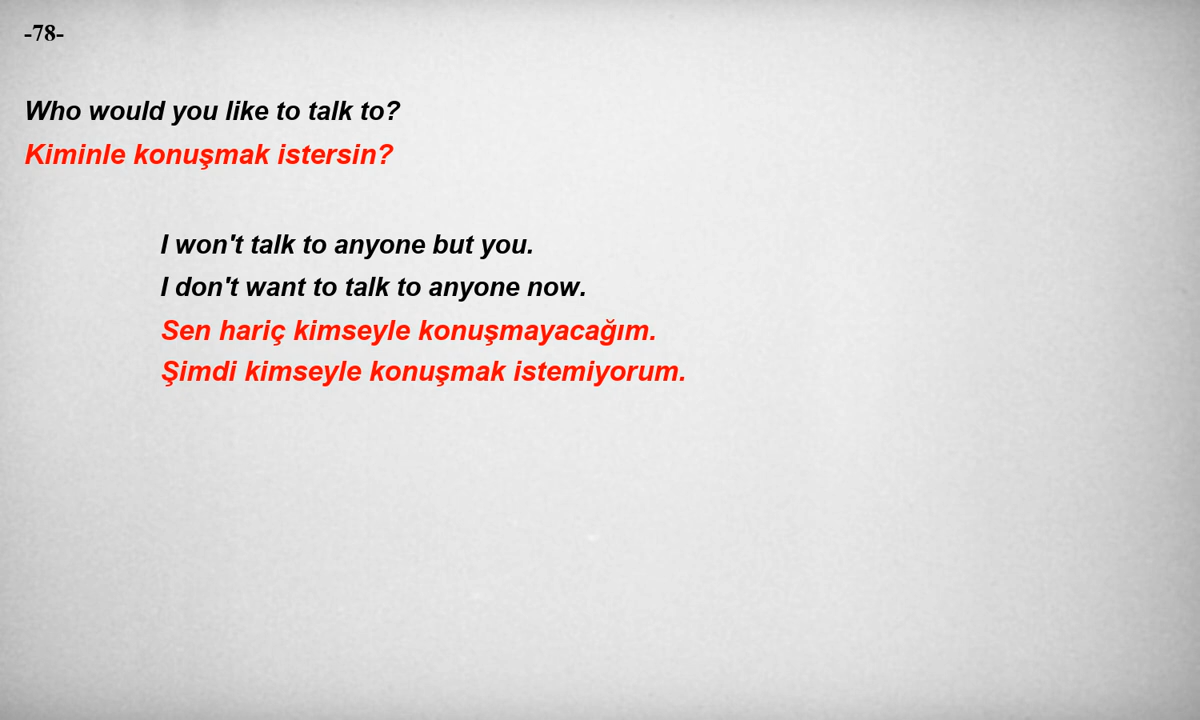 -78-
Who would you like to talk to?
Kiminle konuşmak istersin?
I won't talk to anyone but you.
I don't want to talk to anyone now.
Sen hariç kimseyle konuşmayacağım.
Şimdi kimseyle konuşmak istemiyorum.